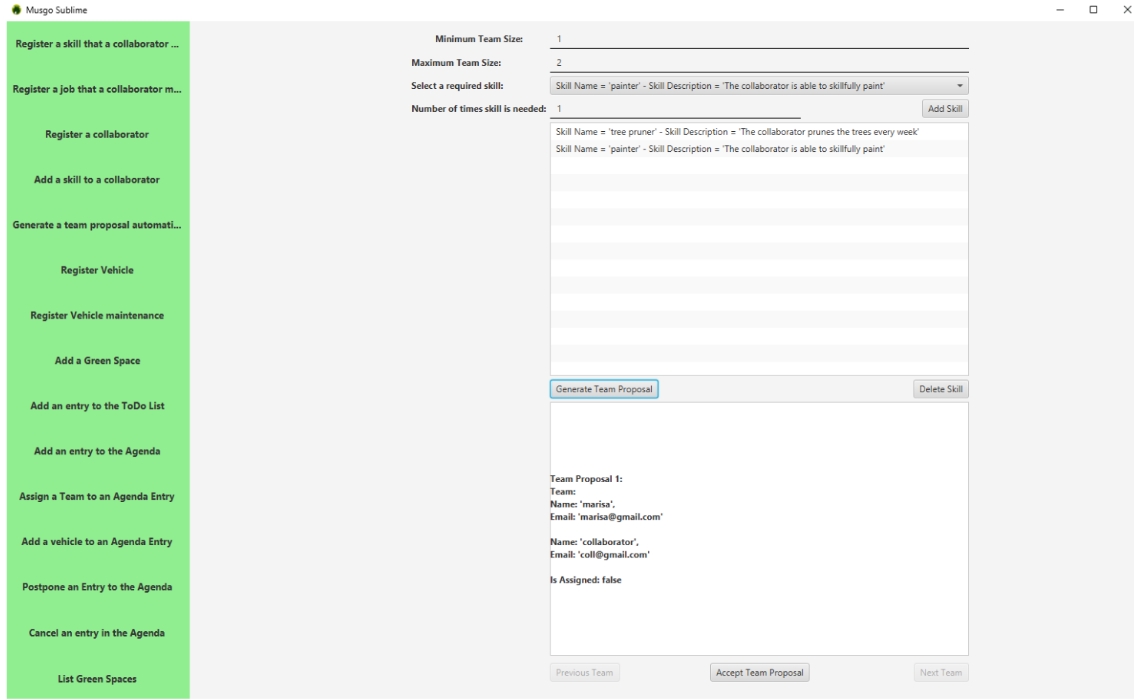 Musgo Sublime
Register a skill that a collaborator ...
Register a job that a collaborator m...
Register a collaborator
Add a skill to a collaborator
Generate a team proposal automati...
Register Vehicle
Register Vehicle maintenance
Add a Green Space
Add an entry to the ToDo List
Add an entry to the Agenda
Assign a Team to an Agenda Entry
Add a vehicle to an Agenda Entry
Postpone an Entry to the Agenda
Cancel an entry in the Agenda
List Green Spaces
Minimum Team Size: 1
Maximum Team Size: 2
Select a required skill: Skill Name = 'painter' - Skill Description = 'The collaborator is able to skillfully paint'
Number of times skill is needed: 1 Add Skill
Skill Name = 'tree pruner' - Skill Description = 'The collaborator prunes the trees every week'
Skill Name = 'painter' - Skill Description = 'The collaborator is able to skillfully paint'
Generate Team Proposal Delete Skill
Team Proposal 1:
Team:
Name: 'marisa',
Email: 'marisa@gmail.com'
Name: 'collaborator',
Email: 'coll@gmail.com'
Is Assigned: false
Previous Team Accept Team Proposal Next Team